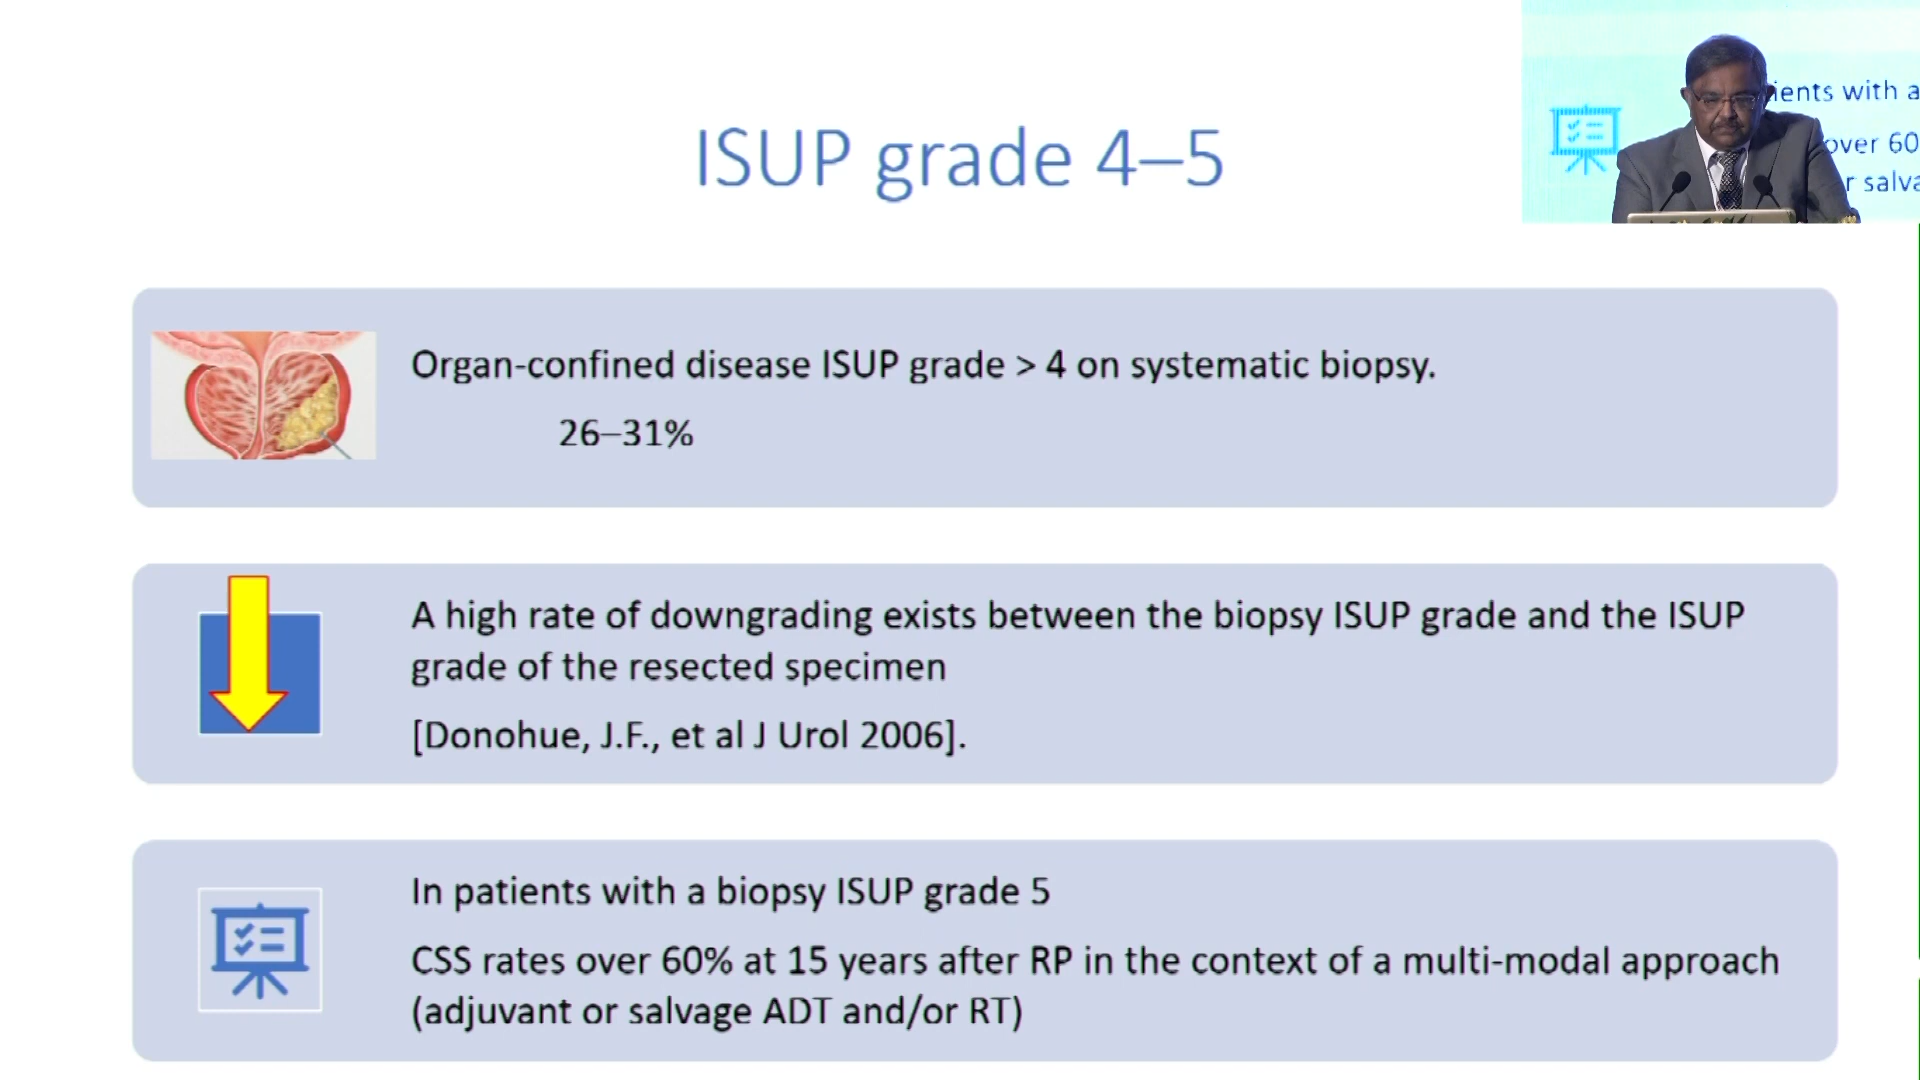 ISUP grade 4–5
ients with a
over 60
r salva
Organ-confined disease ISUP grade > 4 on systematic biopsy.
26–31%
A high rate of downgrading exists between the biopsy ISUP grade and the ISUP
grade of the resected specimen
[Donohue, J.F., et al J Urol 2006].
In patients with a biopsy ISUP grade 5
CSS rates over 60% at 15 years after RP in the context of a multi-modal approach
(adjuvant or salvage ADT and/or RT)